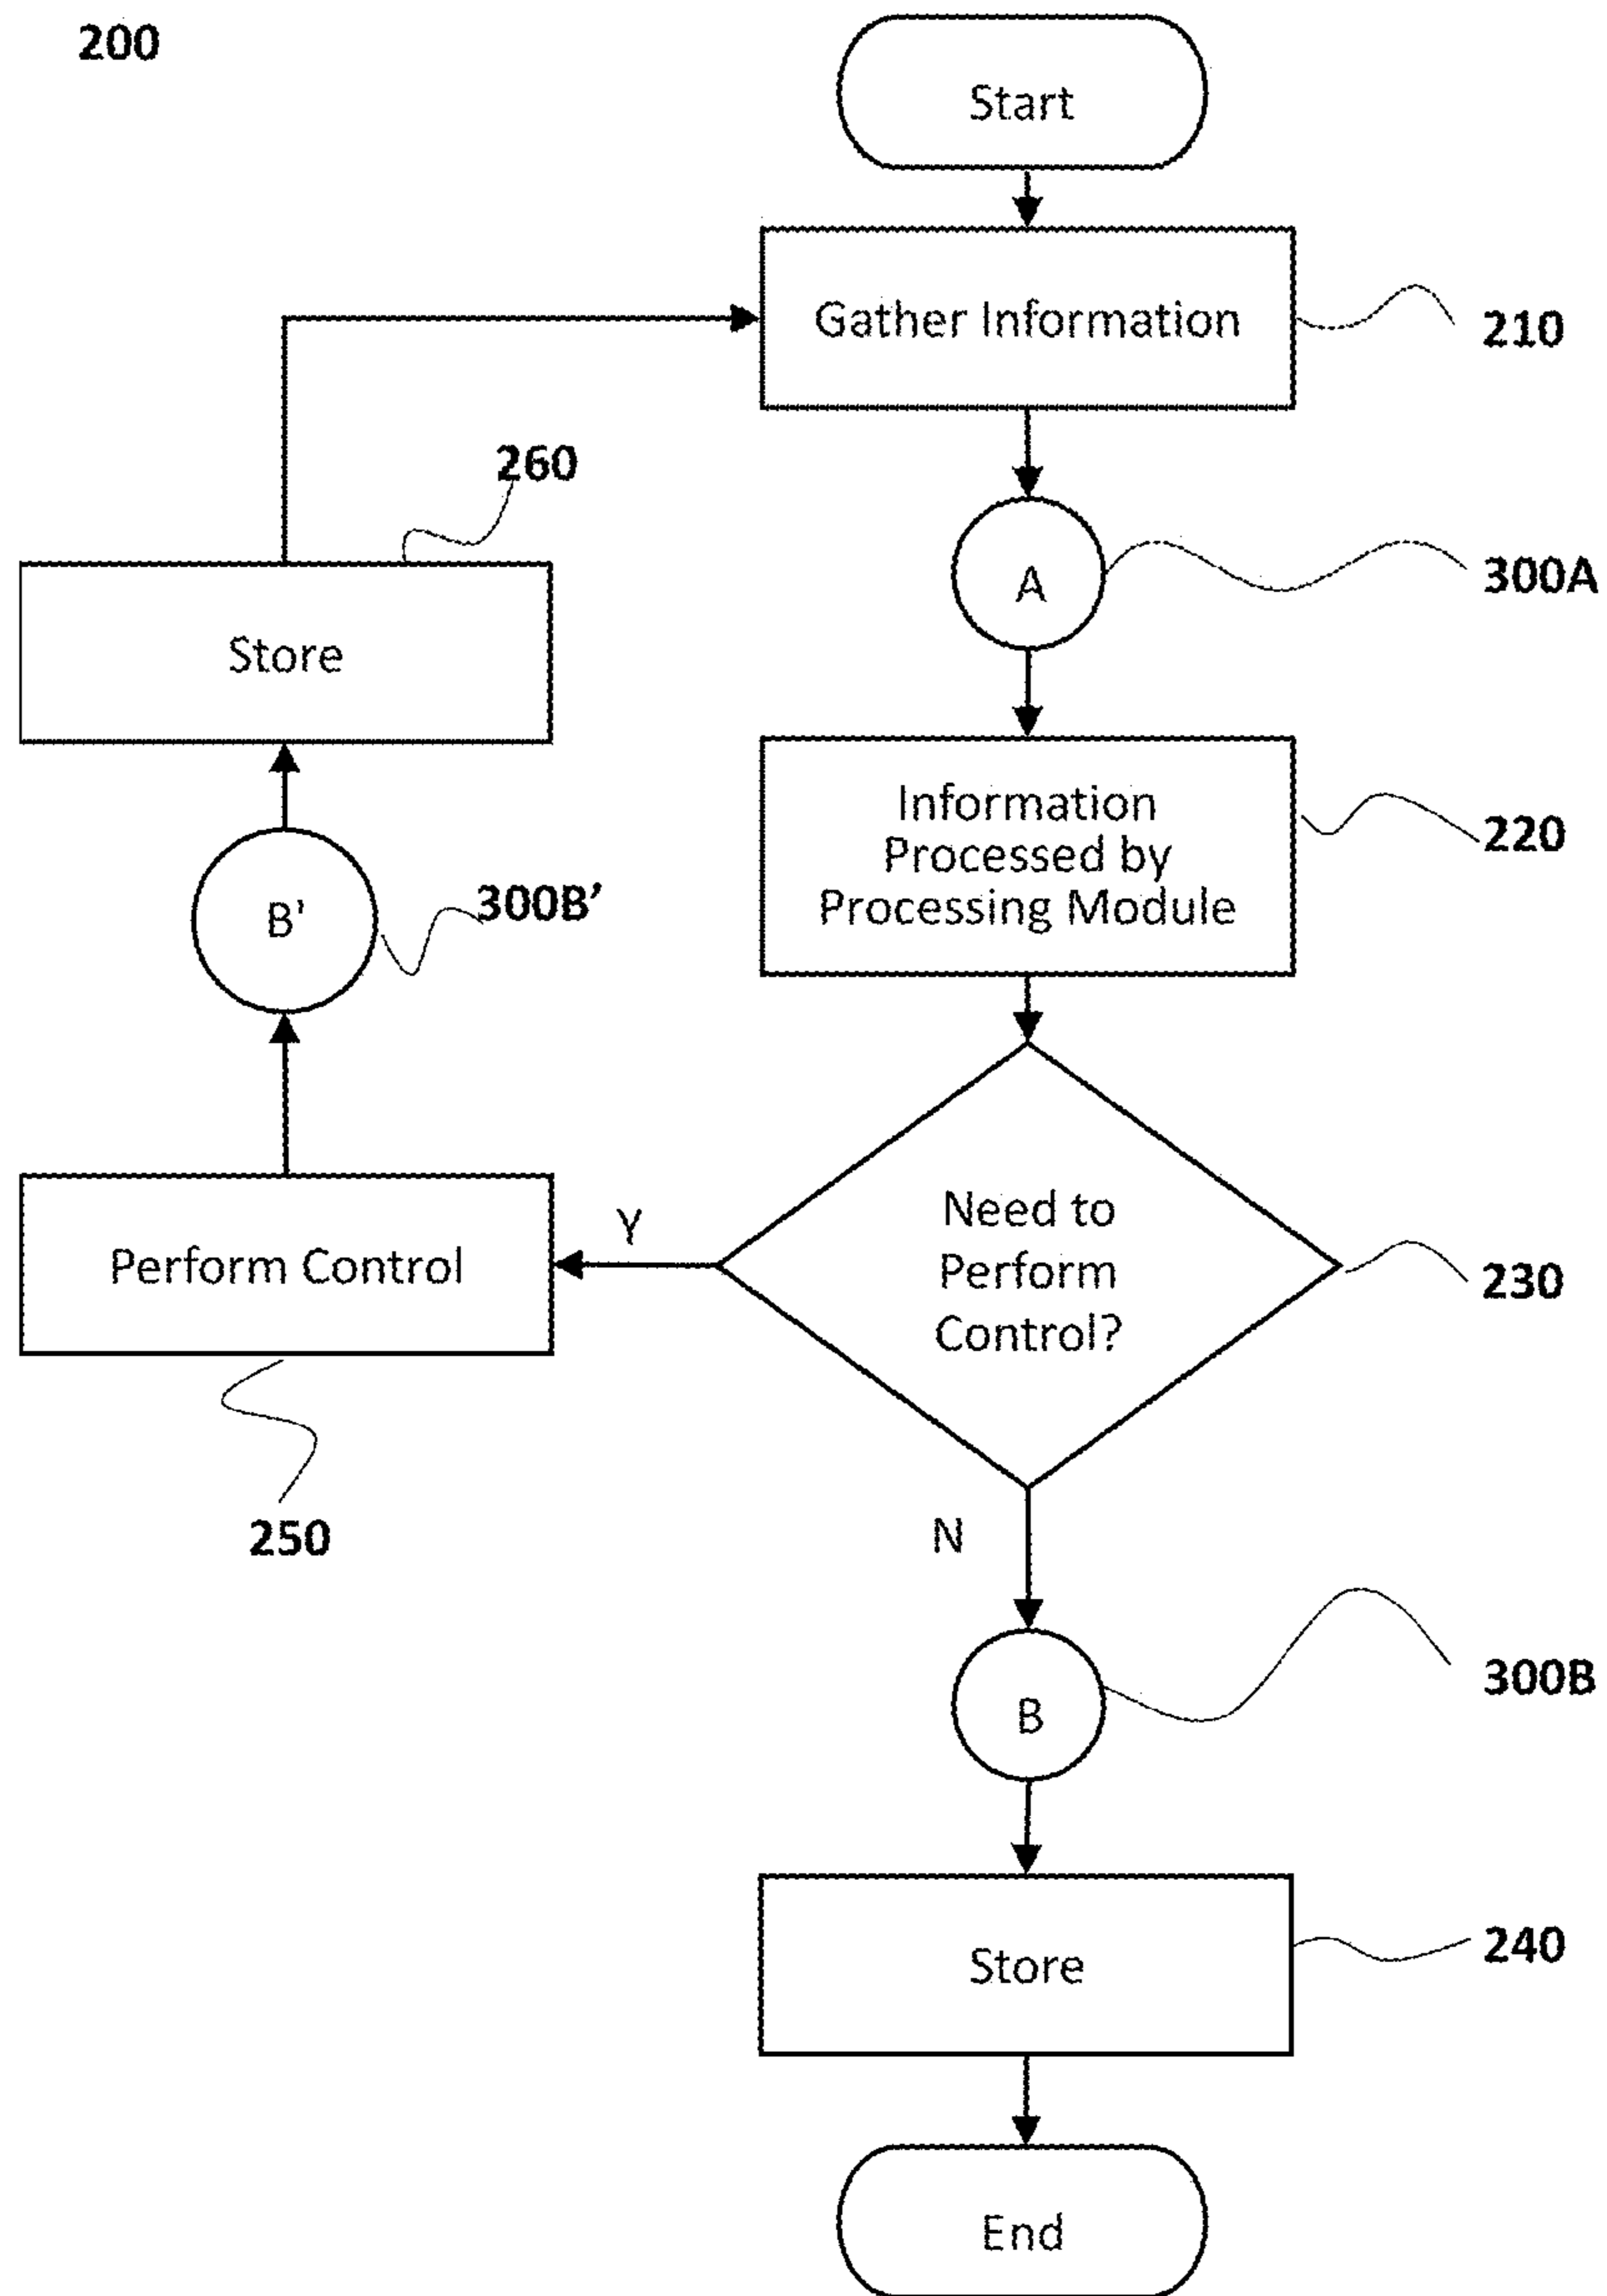 200
Start
Gather Information
210
260
A
300A
Store
Information
Processed by
Processing Module
220
B'
300B'
Need to
Perform
Control?
Y
Perform Control
230
N
250
B
300B
Store
240
End